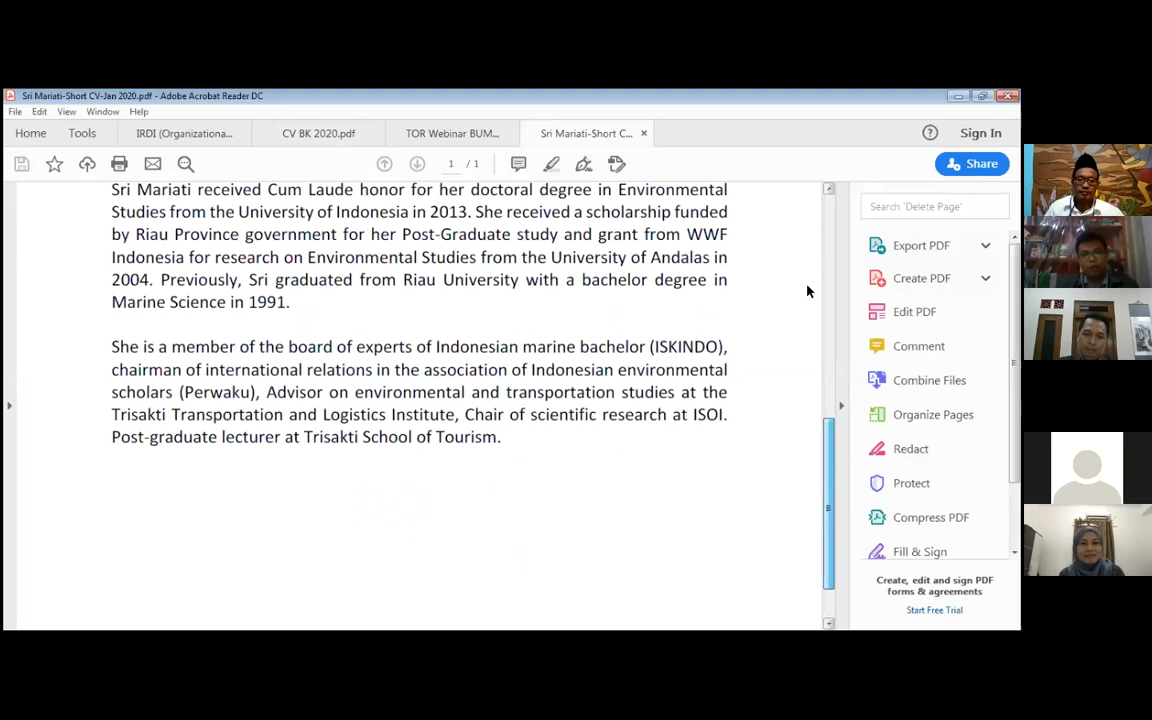 Sri Mariati-Short CV-Jan 2020.pdf - Adobe Acrobat Reader DC
File Edit View Window Help
Home Tools IRDI (Organizationa... CV BK 2020.pdf TOR Webinar BUM... Sri Mariati-Short C... × Sign In
1 / 1 Share
Sri Mariati received Cum Laude honor for her doctoral degree in Environmental
Studies from the University of Indonesia in 2013. She received a scholarship funded
by Riau Province government for her Post-Graduate study and grant from WWF
Indonesia for research on Environmental Studies from the University of Andalas in
2004. Previously, Sri graduated from Riau University with a bachelor degree in
Marine Science in 1991.
She is a member of the board of experts of Indonesian marine bachelor (ISKINDO),
chairman of international relations in the association of Indonesian environmental
scholars (Perwaku), Advisor on environmental and transportation studies at the
Trisakti Transportation and Logistics Institute, Chair of scientific research at ISOI.
Post-graduate lecturer at Trisakti School of Tourism.
Search 'Delete Page'
Export PDF
Create PDF
Edit PDF
Comment
Combine Files
Organize Pages
Redact
Protect
Compress PDF
Fill & Sign
Create, edit and sign PDF
forms & agreements
Start Free Trial